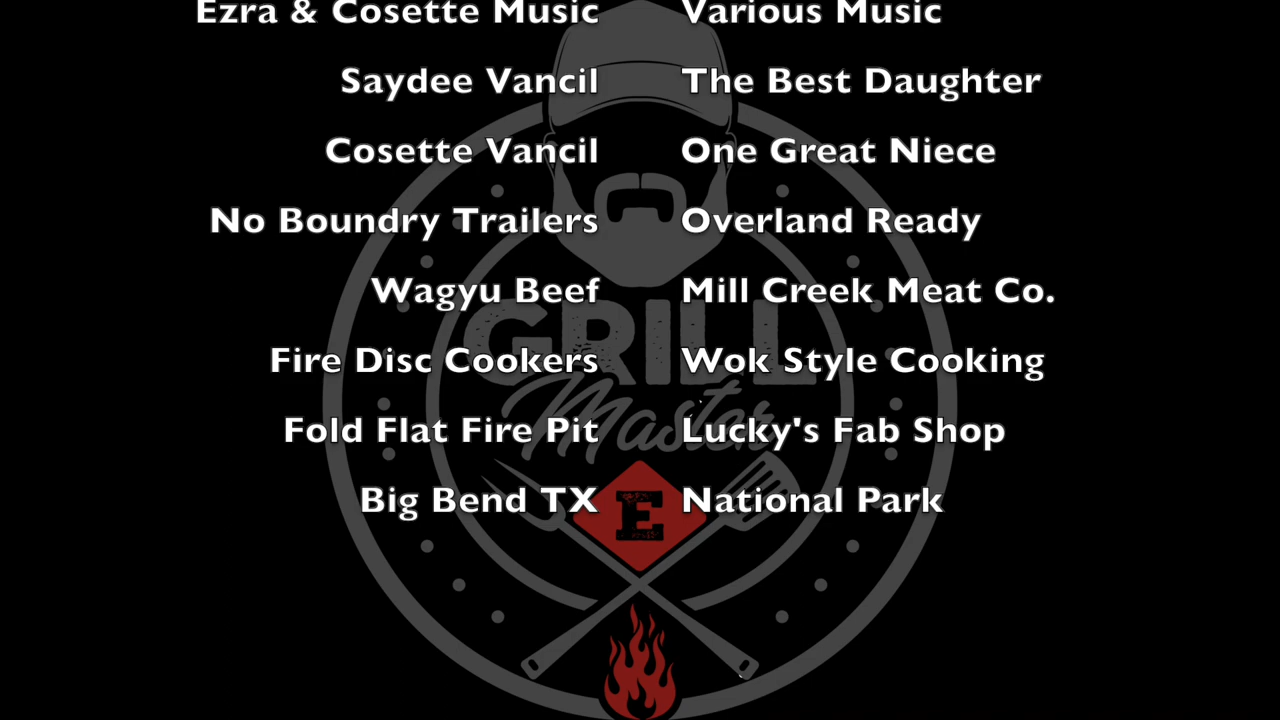 Ezra & Cosette Music Various Music
Saydee Vancil The Best Daughter
Cosette Vancil One Great Niece
No Boundry Trailers Overland Ready
Wagyu Beef Mill Creek Meat Co.
GRILL
Fire Disc Cookers Wok Style Cooking
Master
Fold Flat Fire Pit Lucky's Fab Shop
Big Bend TX National Park
E